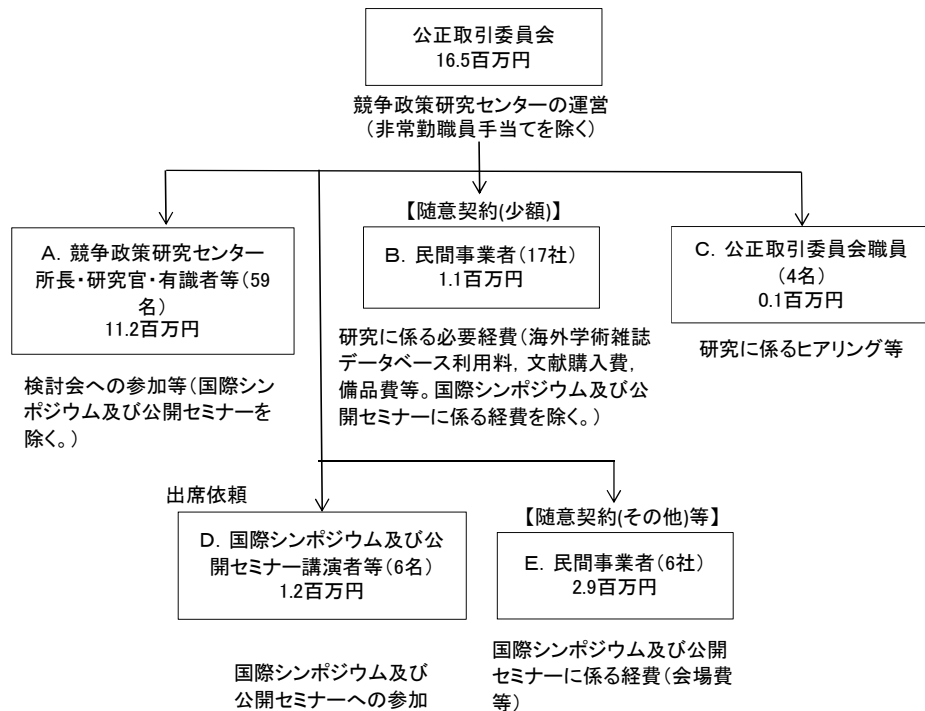 公正取引委員会
16.5百万円
競争政策研究センターの運営
（非常勤職員手当てを除く）
A．競争政策研究センター
所長・研究官・有識者等（59
名）
11.2百万円
検討会への参加等（国際シン
ポジウム及び公開セミナーを
除く。）
【随意契約(少額)】
B．民間事業者（17社）
1.1百万円
研究に係る必要経費（海外学術雑誌
データベース利用料，文献購入費，
備品費等。国際シンポジウム及び公
開セミナーに係る経費を除く。）
C．公正取引委員会職員
（4名）
0.1百万円
研究に係るヒアリング等
出席依頼
D．国際シンポジウム及び公
開セミナー講演者等（6名）
1.2百万円
国際シンポジウム及び
公開セミナーへの参加
【随意契約(その他)等】
E．民間事業者（6社）
2.9百万円
国際シンポジウム及び公開
セミナーに係る経費（会場費
等）